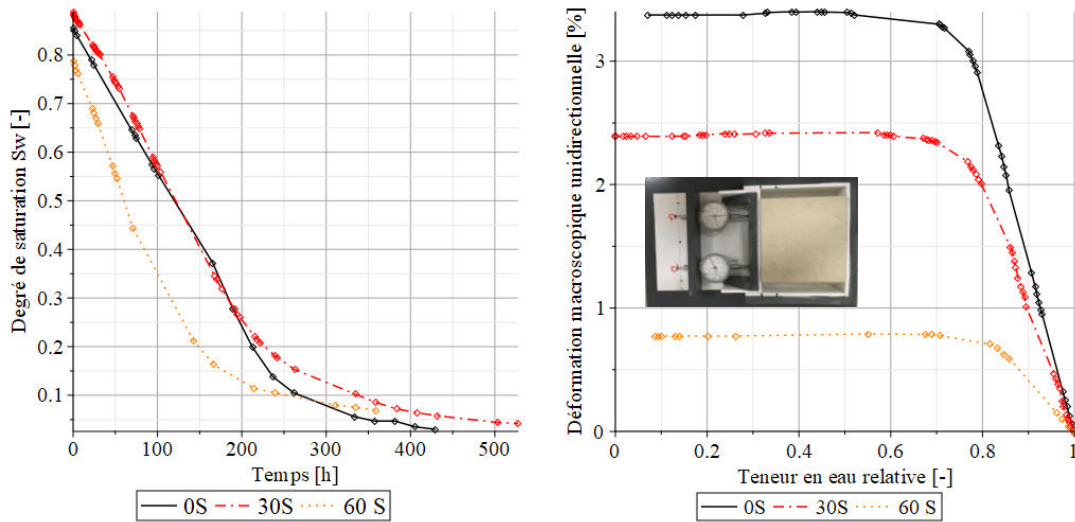 Degré de saturation Sw [-]
0.8
0.7
0.6
0.5
0.4
0.3
0.2
0.1
0 100 200 300 400 500
Temps [h]
0S 30S 60 S
Déformation macroscopique unidirectionnelle [%]
3
2
1
0
0 0.2 0.4 0.6 0.8 1
Teneur en eau relative [-]
0S 30S 60 S